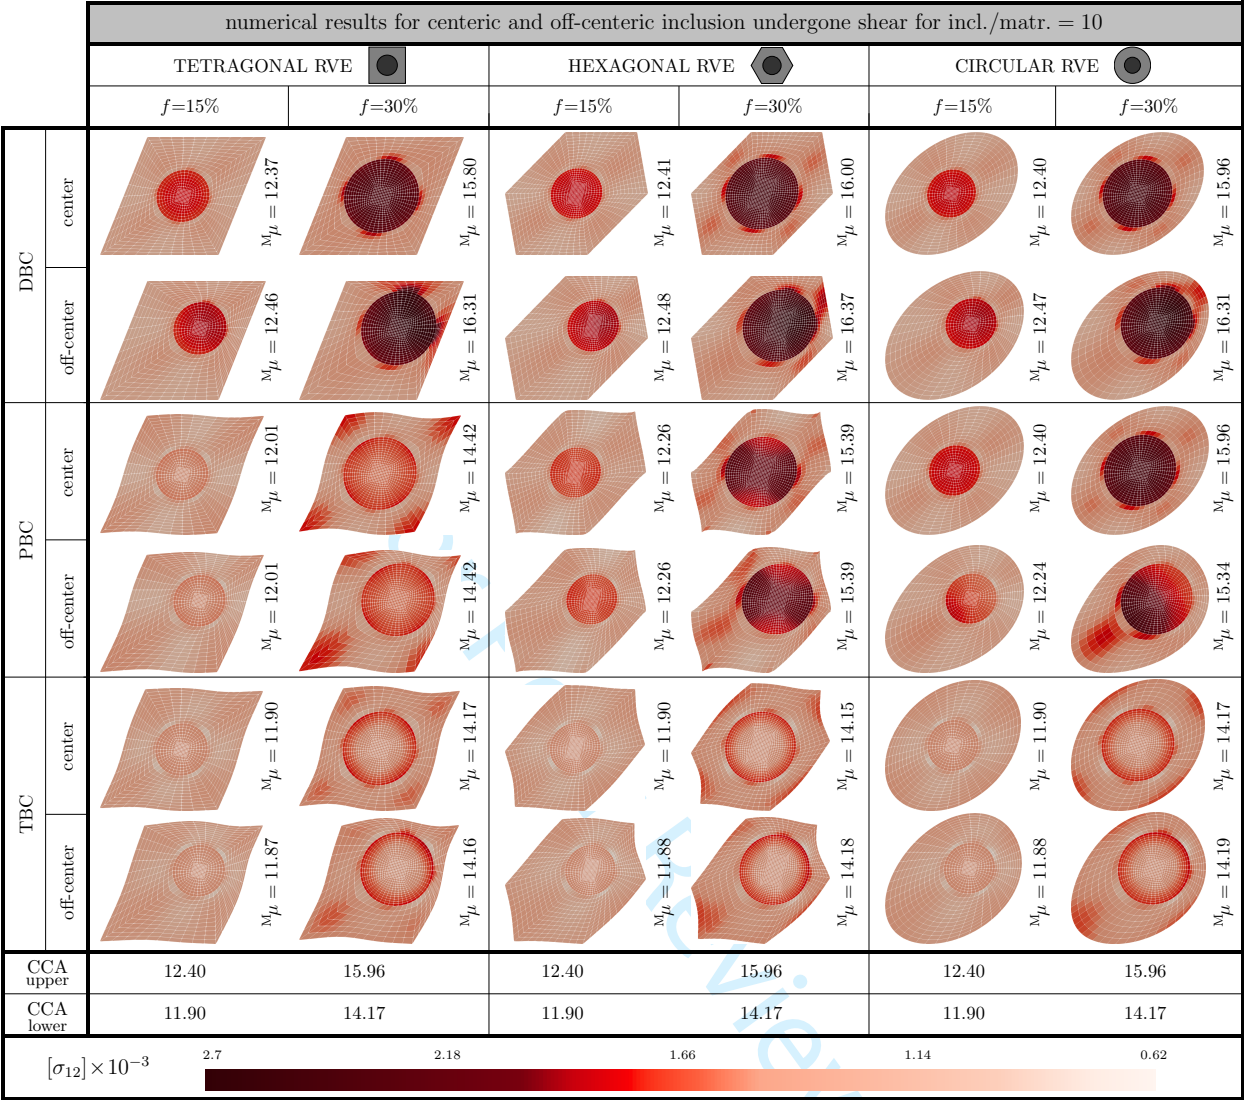 numerical results for centeric and off-centeric inclusion undergone shear for incl./matr. = 10
TETRAGONAL RVE HEXAGONAL RVE CIRCULAR RVE
f=15% f=30% f=15% f=30% f=15% f=30%
DBC
center
ᴹμ = 12.37 ᴹμ = 15.80 ᴹμ = 12.41 ᴹμ = 16.00 ᴹμ = 12.40 ᴹμ = 15.96
off-center
ᴹμ = 12.46 ᴹμ = 16.31 ᴹμ = 12.48 ᴹμ = 16.37 ᴹμ = 12.47 ᴹμ = 16.31
PBC
center
ᴹμ = 12.01 ᴹμ = 14.42 ᴹμ = 12.26 ᴹμ = 15.39 ᴹμ = 12.40 ᴹμ = 15.96
off-center
ᴹμ = 12.01 ᴹμ = 14.42 ᴹμ = 12.26 ᴹμ = 15.39 ᴹμ = 12.24 ᴹμ = 15.34
TBC
center
ᴹμ = 11.90 ᴹμ = 14.17 ᴹμ = 11.90 ᴹμ = 14.15 ᴹμ = 11.90 ᴹμ = 14.17
off-center
ᴹμ = 11.87 ᴹμ = 14.16 ᴹμ = 11.88 ᴹμ = 14.18 ᴹμ = 11.88 ᴹμ = 14.19
CCA upper 12.40 15.96 12.40 15.96 12.40 15.96
CCA lower 11.90 14.17 11.90 14.17 11.90 14.17
[σ₁₂]×10⁻³ 2.7 2.18 1.66 1.14 0.62